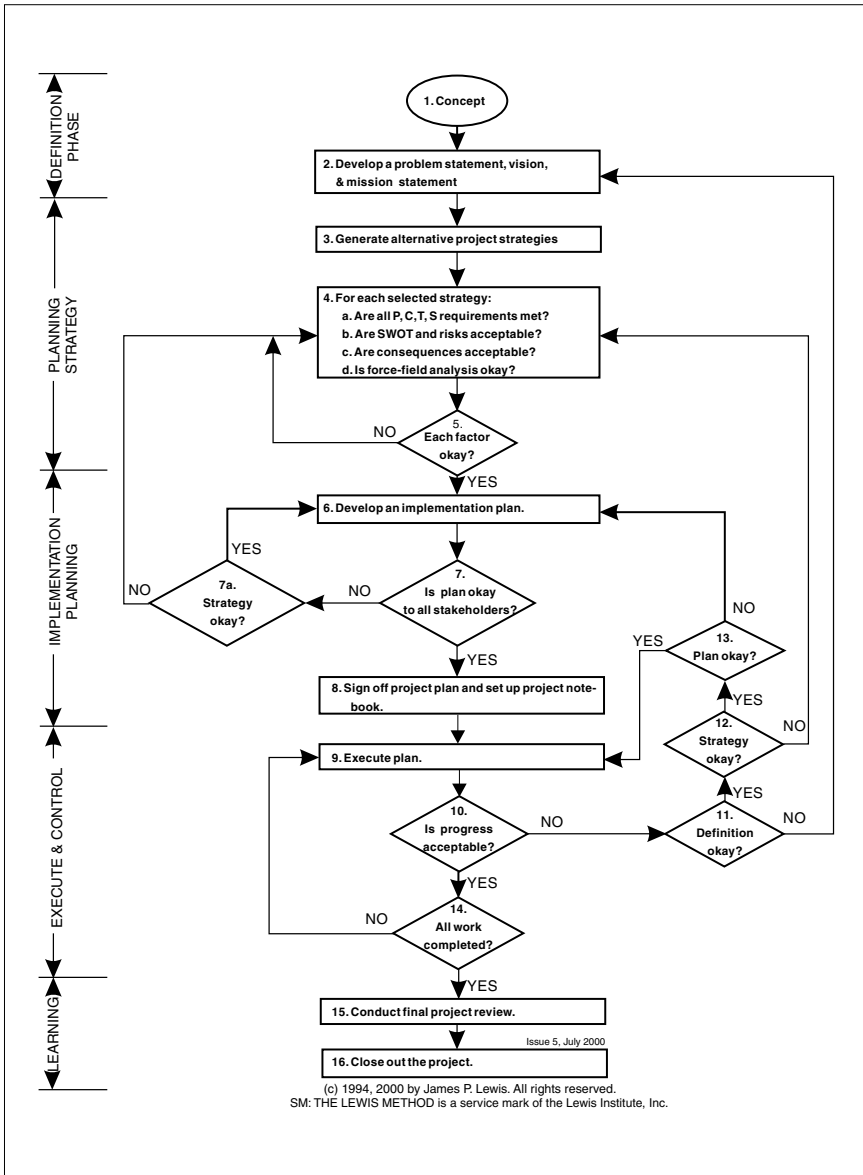 DEFINITION
PHASE
PLANNING
STRATEGY
IMPLEMENTATION
PLANNING
EXECUTE & CONTROL
LEARNING
1. Concept
2. Develop a problem statement, vision,
& mission statement
3. Generate alternative project strategies
4. For each selected strategy:
a. Are all P, C, T, S requirements met?
b. Are SWOT and risks acceptable?
c. Are consequences acceptable?
d. Is force-field analysis okay?
5.
Each factor
okay?
NO
YES
6. Develop an implementation plan.
7.
Is plan okay
to all stakeholders?
NO
YES
7a.
Strategy
okay?
YES
NO
8. Sign off project plan and set up project note-
book.
9. Execute plan.
10.
Is progress
acceptable?
NO
YES
11.
Definition
okay?
NO
YES
12.
Strategy
okay?
NO
YES
13.
Plan okay?
NO
YES
14.
All work
completed?
NO
YES
15. Conduct final project review.
Issue 5, July 2000
16. Close out the project.
(c) 1994, 2000 by James P. Lewis. All rights reserved.
SM: THE LEWIS METHOD is a service mark of the Lewis Institute, Inc.